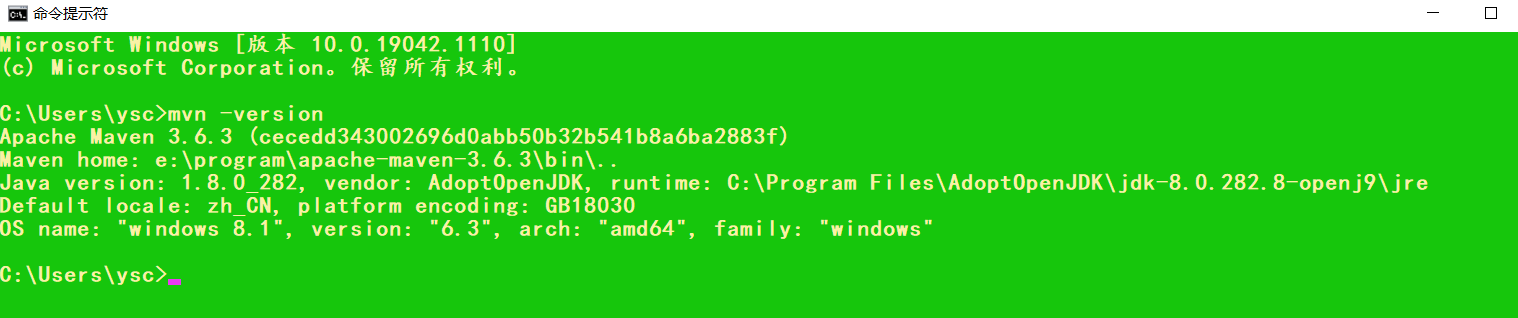 命令提示符
Microsoft Windows [版本 10.0.19042.1110]
(c) Microsoft Corporation。保留所有权利。
C:\Users\ysc>mvn -version
Apache Maven 3.6.3 (cecedd343002696d0abb50b32b541b8a6ba2883f)
Maven home: e:\program\apache-maven-3.6.3\bin\..
Java version: 1.8.0_282, vendor: AdoptOpenJDK, runtime: C:\Program Files\AdoptOpenJDK\jdk-8.0.282.8-openj9\jre
Default locale: zh_CN, platform encoding: GB18030
OS name: "windows 8.1", version: "6.3", arch: "amd64", family: "windows"
C:\Users\ysc>